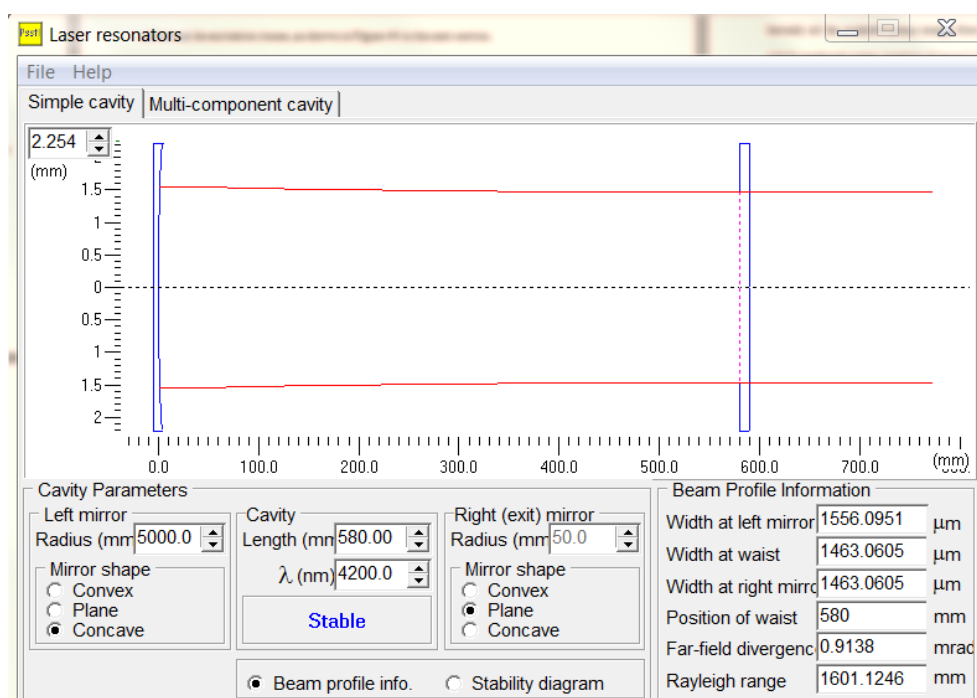 Laser resonators
File Help
Simple cavity Multi-component cavity
2.254
(mm)
1.5
1
0.5
0
0.5
1
1.5
2
0.0 100.0 200.0 300.0 400.0 500.0 600.0 700.0 (mm)
Cavity Parameters
Left mirror
Radius (mm 5000.0
Mirror shape
Convex
Plane
Concave
Cavity
Length (mm 580.00
λ (nm) 4200.0
Stable
Right (exit) mirror
Radius (mm 50.0
Mirror shape
Convex
Plane
Concave
Beam profile info. Stability diagram
Beam Profile Information
Width at left mirror 1556.0951 μm
Width at waist 1463.0605 μm
Width at right mirro 1463.0605 μm
Position of waist 580 mm
Far-field divergenc 0.9138 mrad
Rayleigh range 1601.1246 mm